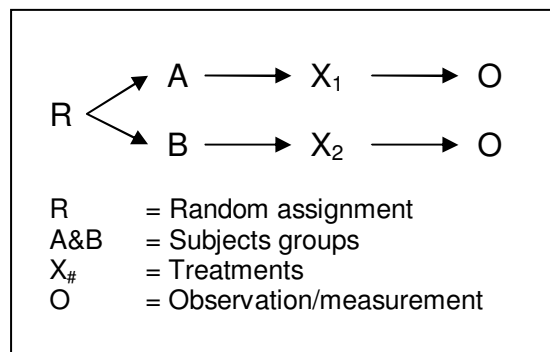 A X₁ O
R
B X₂ O
R = Random assignment
A&B = Subjects groups
X# = Treatments
O = Observation/measurement